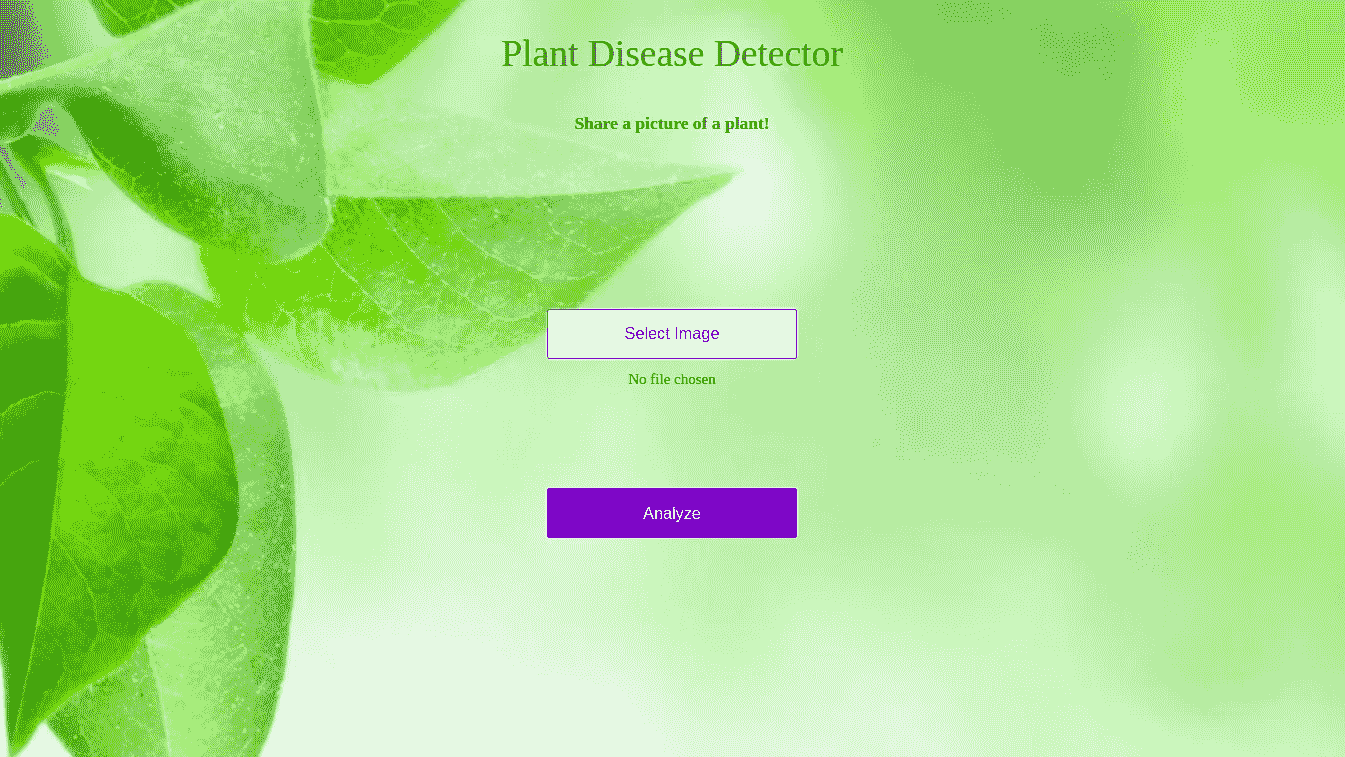 Plant Disease Detector
Share a picture of a plant!
Select Image
No file chosen
Analyze